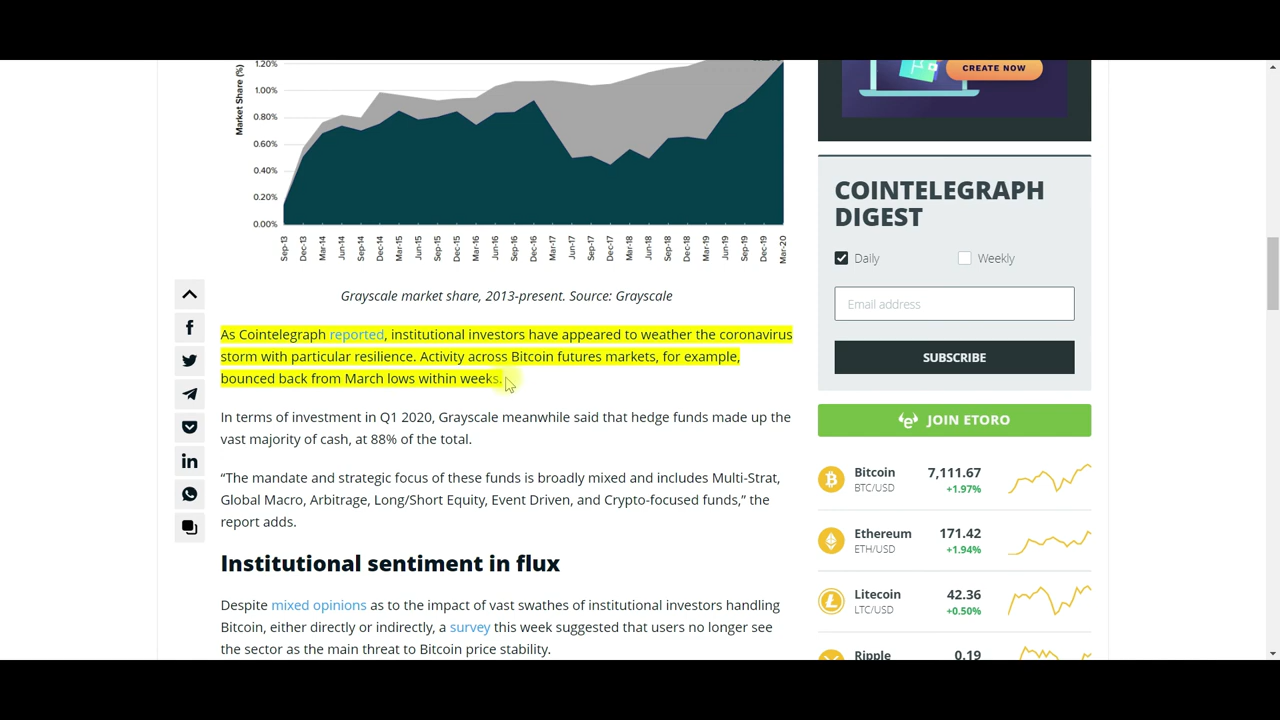 1.20%
CREATE NOW
Market Share (%)
1.00%
0.80%
0.60%
0.40%
0.20%
0.00%
Sep-13
Dec-13
Mar-14
Jun-14
Sep-14
Dec-14
Mar-15
Jun-15
Sep-15
Dec-15
Mar-16
Jun-16
Sep-16
Dec-16
Mar-17
Jun-17
Sep-17
Dec-17
Mar-18
Jun-18
Sep-18
Dec-18
Mar-19
Jun-19
Sep-19
Dec-19
Mar-20
Grayscale market share, 2013-present. Source: Grayscale
As Cointelegraph reported, institutional investors have appeared to weather the coronavirus
storm with particular resilience. Activity across Bitcoin futures markets, for example,
bounced back from March lows within weeks.
In terms of investment in Q1 2020, Grayscale meanwhile said that hedge funds made up the
vast majority of cash, at 88% of the total.
“The mandate and strategic focus of these funds is broadly mixed and includes Multi-Strat,
Global Macro, Arbitrage, Long/Short Equity, Event Driven, and Crypto-focused funds,” the
report adds.
Institutional sentiment in flux
Despite mixed opinions as to the impact of vast swathes of institutional investors handling
Bitcoin, either directly or indirectly, a survey this week suggested that users no longer see
the sector as the main threat to Bitcoin price stability.
COINTELEGRAPH
DIGEST
Daily
Weekly
Email address
SUBSCRIBE
JOIN ETORO
Bitcoin 7,111.67
BTC/USD +1.97%
Ethereum 171.42
ETH/USD +1.94%
Litecoin 42.36
LTC/USD +0.50%
Ripple 0.19